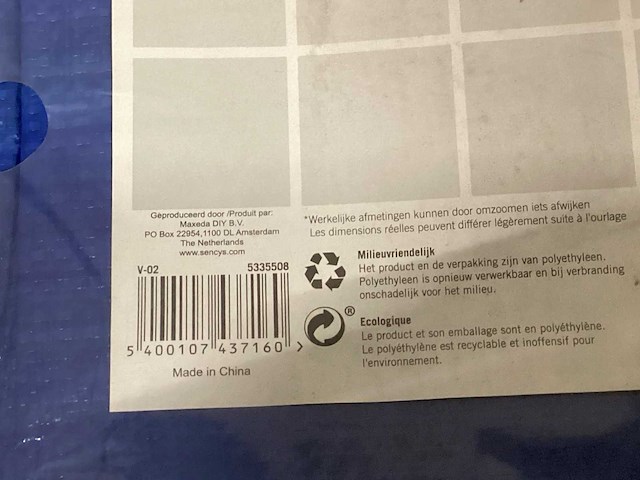 Geproduceerd door /Produit par:
Maxeda DIY B.V.
PO Box 22954,1100 DL Amsterdam
The Netherlands
www.sencys.com
V-02 5335508
5 400107 437160 >
Made in China
*Werkelijke afmetingen kunnen door omzoomen iets afwijken
Les dimensions réelles peuvent différer légèrement suite à l'ourlage
Milieuvriendelijk
Het product en de verpakking zijn van polyethyleen.
Polyethyleen is opnieuw verwerkbaar en bij verbranding
onschadelijk voor het milieu.
®
Ecologique
Le product et son emballage sont en polyéthylène.
Le polyéthylène est recyclable et inoffensif pour
l'environnement.